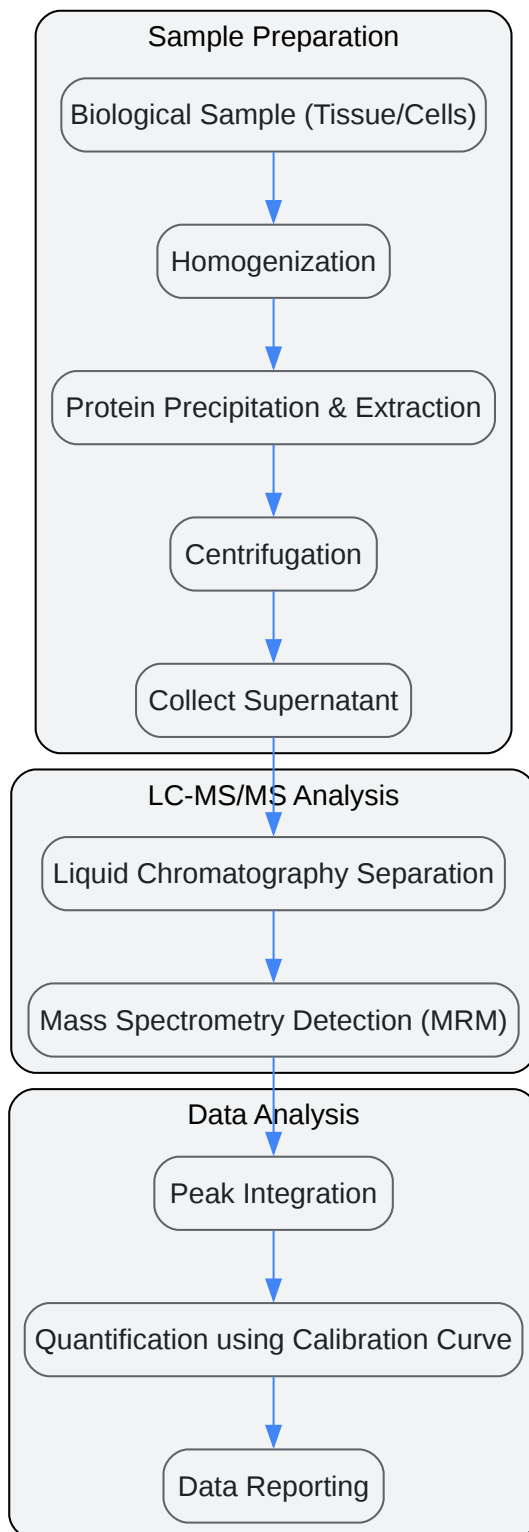 Sample Preparation
Biological Sample (Tissue/Cells)
Homogenization
Protein Precipitation & Extraction
Centrifugation
Collect Supernatant
LC-MS/MS Analysis
Liquid Chromatography Separation
Mass Spectrometry Detection (MRM)
Data Analysis
Peak Integration
Quantification using Calibration Curve
Data Reporting